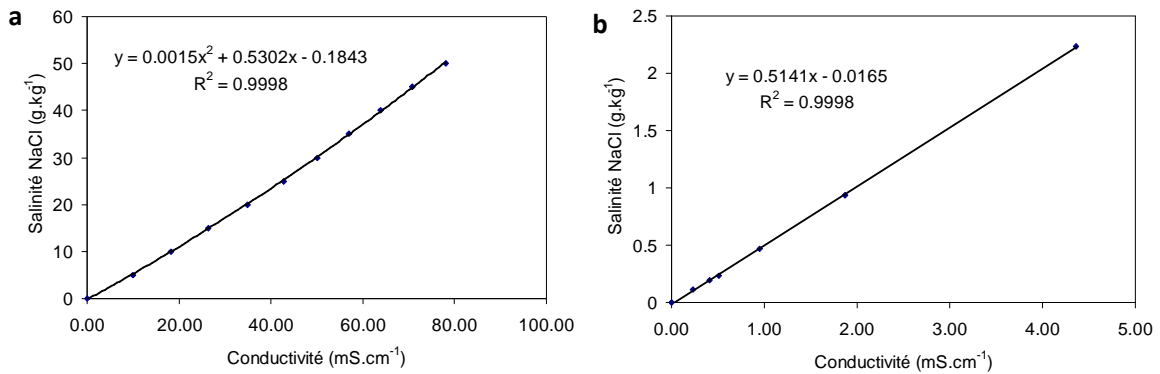 a
60
50
40
30
20
10
0
Salinité NaCl (g.kg-1)
y = 0.0015x2 + 0.5302x - 0.1843
R2 = 0.9998
0.00 20.00 40.00 60.00 80.00 100.00
Conductivité (mS.cm-1)
b
2.5
2
1.5
1
0.5
0
Salinité NaCl (g.kg-1)
y = 0.5141x - 0.0165
R2 = 0.9998
0.00 1.00 2.00 3.00 4.00 5.00
Conductivité (mS.cm-1)